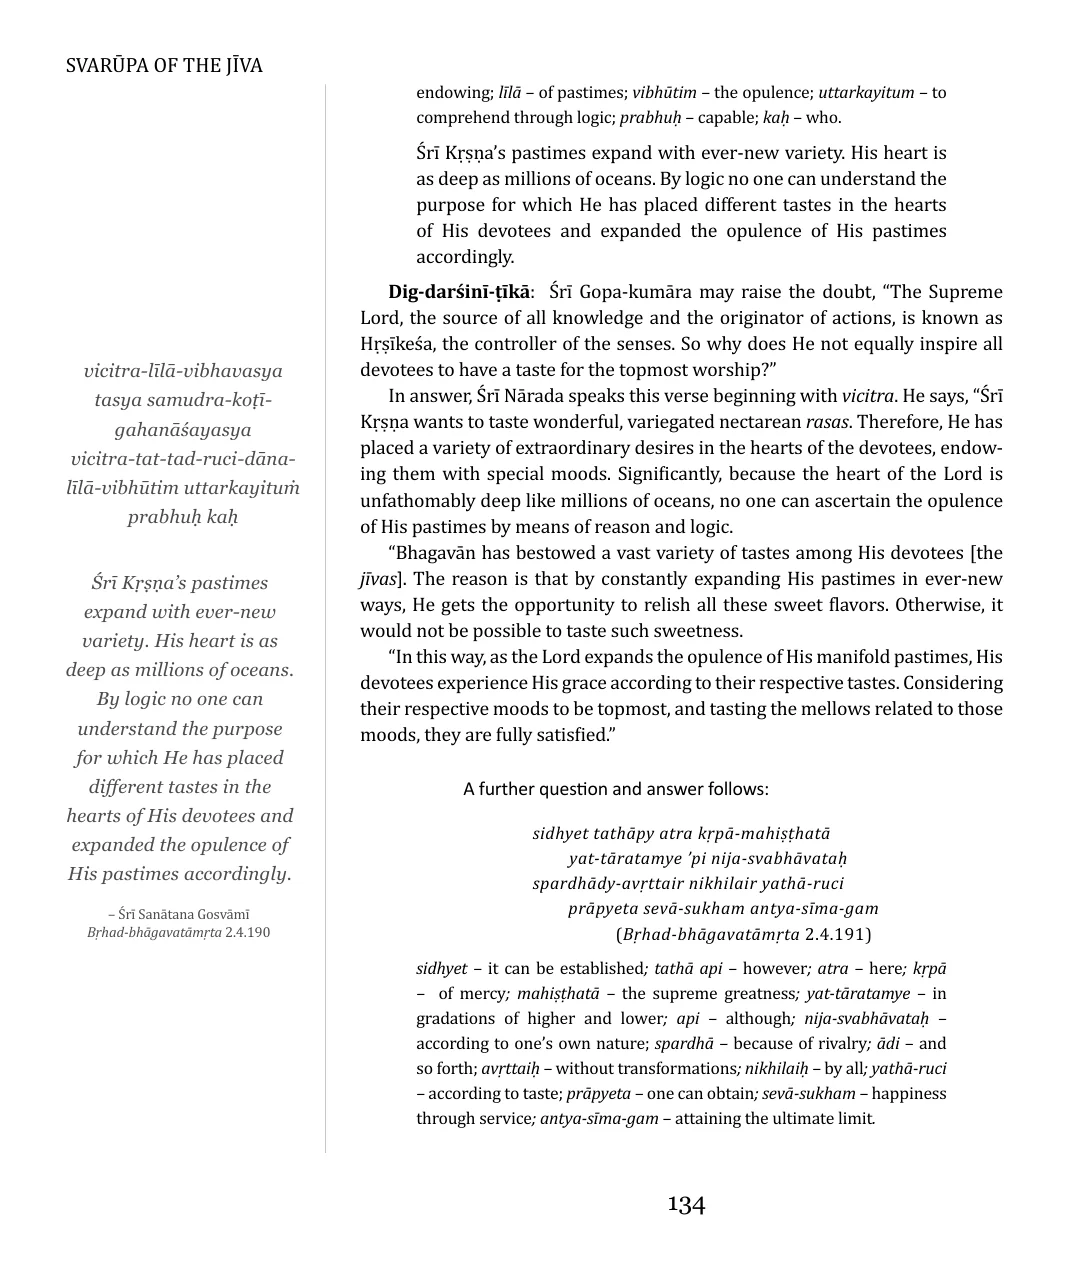 SVARŪPA OF THE JĪVA
endowing; līlā – of pastimes; vibhūtim – the opulence; uttarkayitum – to
comprehend through logic; prabhuḥ – capable; kaḥ – who.
Śrī Kṛṣṇa’s pastimes expand with ever-new variety. His heart is
as deep as millions of oceans. By logic no one can understand the
purpose for which He has placed different tastes in the hearts
of His devotees and expanded the opulence of His pastimes
accordingly.
Dig-darśinī-ṭīkā: Śrī Gopa-kumāra may raise the doubt, “The Supreme
Lord, the source of all knowledge and the originator of actions, is known as
Hṛṣīkeśa, the controller of the senses. So why does He not equally inspire all
devotees to have a taste for the topmost worship?”
In answer, Śrī Nārada speaks this verse beginning with vicitra. He says, “Śrī
Kṛṣṇa wants to taste wonderful, variegated nectarean rasas. Therefore, He has
placed a variety of extraordinary desires in the hearts of the devotees, endow-
ing them with special moods. Significantly, because the heart of the Lord is
unfathomably deep like millions of oceans, no one can ascertain the opulence
of His pastimes by means of reason and logic.
“Bhagavān has bestowed a vast variety of tastes among His devotees [the
jīvas]. The reason is that by constantly expanding His pastimes in ever-new
ways, He gets the opportunity to relish all these sweet flavors. Otherwise, it
would not be possible to taste such sweetness.
“In this way, as the Lord expands the opulence of His manifold pastimes, His
devotees experience His grace according to their respective tastes. Considering
their respective moods to be topmost, and tasting the mellows related to those
moods, they are fully satisfied.”
vicitra-līlā-vibhavasya
tasya samudra-koṭī-
gahanāśayasya
vicitra-tat-tad-ruci-dāna-
līlā-vibhūtim uttarkayituṁ
prabhuḥ kaḥ
Śrī Kṛṣṇa’s pastimes
expand with ever-new
variety. His heart is as
deep as millions of oceans.
By logic no one can
understand the purpose
for which He has placed
different tastes in the
hearts of His devotees and
expanded the opulence of
His pastimes accordingly.
– Śrī Sanātana Gosvāmī
Bṛhad-bhāgavatāmṛta 2.4.190
A further question and answer follows:
sidhyet tathāpy atra kṛpā-mahiṣṭhatā
yat-tāratamye ’pi nija-svabhāvataḥ
spardhādy-avṛttair nikhilair yathā-ruci
prāpyeta sevā-sukham antya-sīma-gam
(Bṛhad-bhāgavatāmṛta 2.4.191)
sidhyet – it can be established; tathā api – however; atra – here; kṛpā
– of mercy; mahiṣṭhatā – the supreme greatness; yat-tāratamye – in
gradations of higher and lower; api – although; nija-svabhāvataḥ –
according to one’s own nature; spardhā – because of rivalry; ādi – and
so forth; avṛttaiḥ – without transformations; nikhilaiḥ – by all; yathā-ruci
– according to taste; prāpyeta – one can obtain; sevā-sukham – happiness
through service; antya-sīma-gam – attaining the ultimate limit.
134